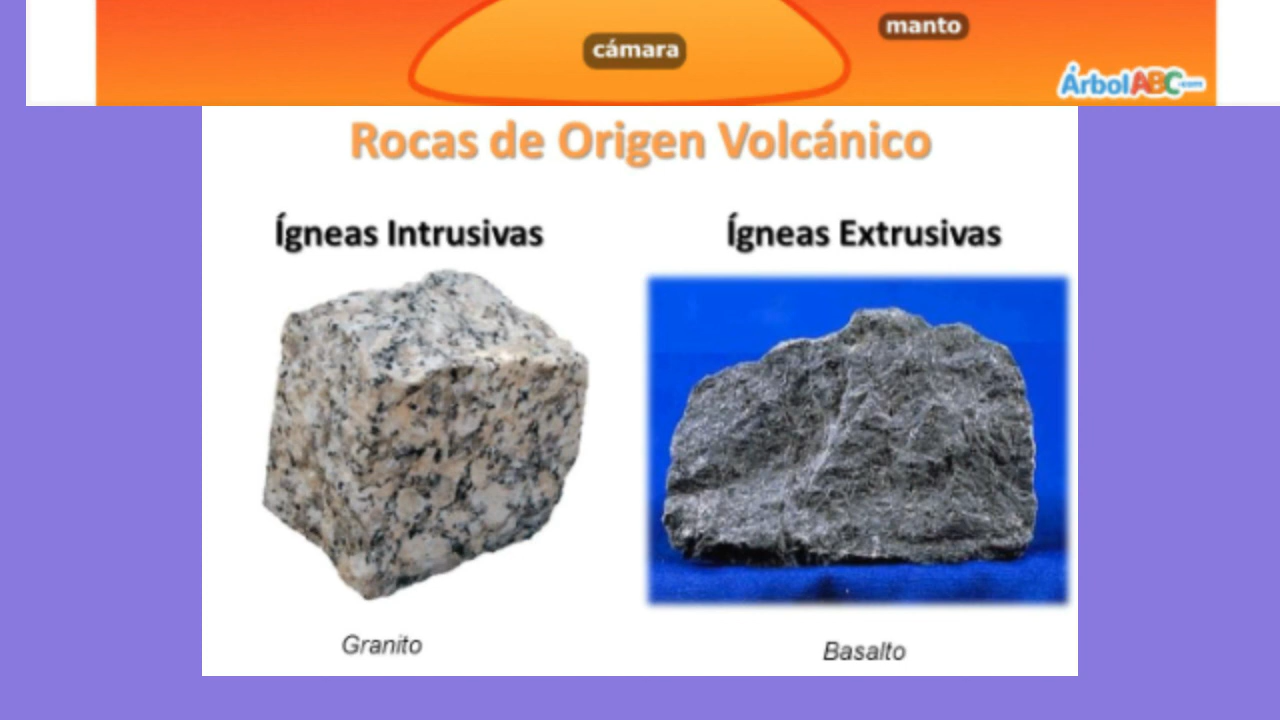 manto
cámara
ÁrbolABC.com
Rocas de Origen Volcánico
Ígneas Intrusivas
Ígneas Extrusivas
Granito
Basalto